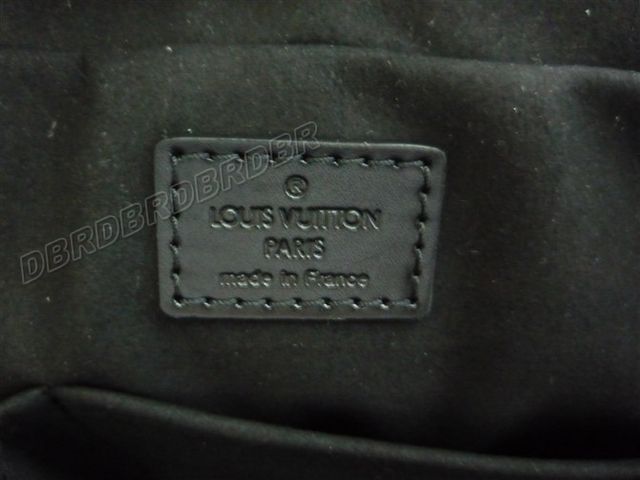 ®
LOUIS VUITTON
PARIS
made in France
DBRDBRDBRDBR